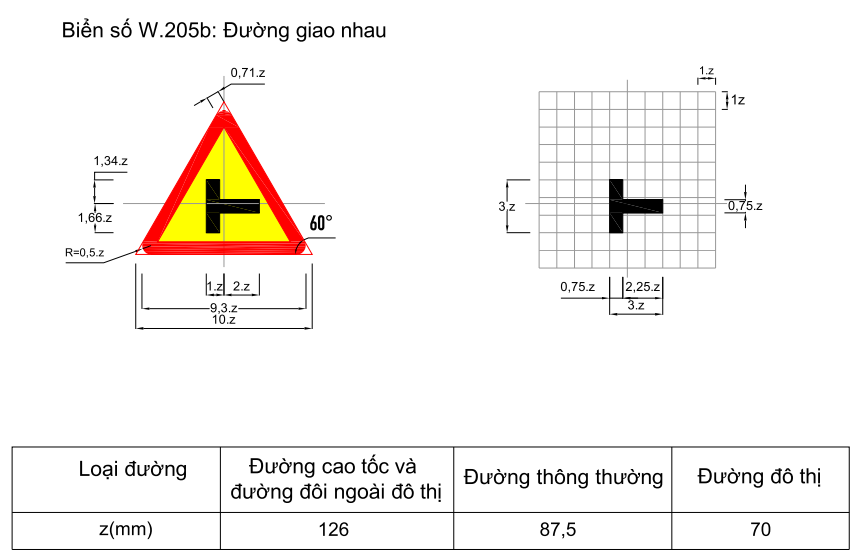 Biển số W.205b: Đường giao nhau
0,71.z
1,34.z
1,66.z
60°
R=0,5.z
1.z
2.z
9,3.z
10.z
1.z
1z
3.z
0,75.z
0,75.z
2,25.z
3.z
Loại đường
Đường cao tốc và
đường đôi ngoài đô thị
Đường thông thường
Đường đô thị
z(mm)
126
87,5
70